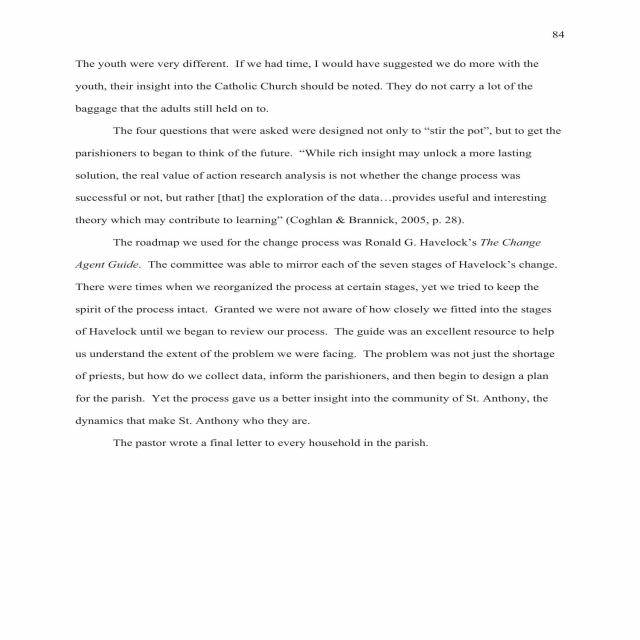 84
The youth were very different.  If we had time, I would have suggested we do more with the
youth, their insight into the Catholic Church should be noted. They do not carry a lot of the
baggage that the adults still held on to.
The four questions that were asked were designed not only to “stir the pot”, but to get the
parishioners to began to think of the future.  “While rich insight may unlock a more lasting
solution, the real value of action research analysis is not whether the change process was
successful or not, but rather [that] the exploration of the data…provides useful and interesting
theory which may contribute to learning” (Coghlan & Brannick, 2005, p. 28).
The roadmap we used for the change process was Ronald G. Havelock’s The Change
Agent Guide.  The committee was able to mirror each of the seven stages of Havelock’s change.
There were times when we reorganized the process at certain stages, yet we tried to keep the
spirit of the process intact.  Granted we were not aware of how closely we fitted into the stages
of Havelock until we began to review our process.  The guide was an excellent resource to help
us understand the extent of the problem we were facing.  The problem was not just the shortage
of priests, but how do we collect data, inform the parishioners, and then begin to design a plan
for the parish.  Yet the process gave us a better insight into the community of St. Anthony, the
dynamics that make St. Anthony who they are.
The pastor wrote a final letter to every household in the parish.